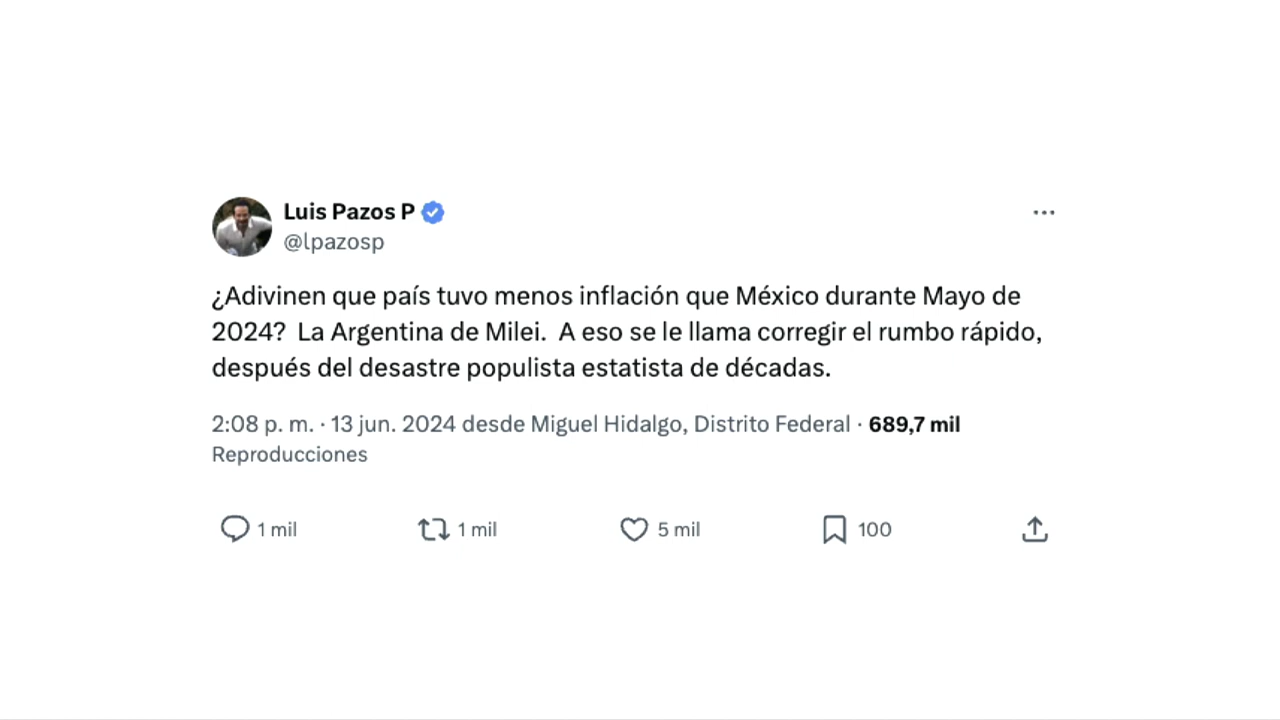 Luis Pazos P
@lpazosp
¿Adivinen que país tuvo menos inflación que México durante Mayo de
2024?  La Argentina de Milei.  A eso se le llama corregir el rumbo rápido,
después del desastre populista estatista de décadas.
2:08 p. m. · 13 jun. 2024 desde Miguel Hidalgo, Distrito Federal · 689,7 mil
Reproducciones
1 mil 1 mil 5 mil 100